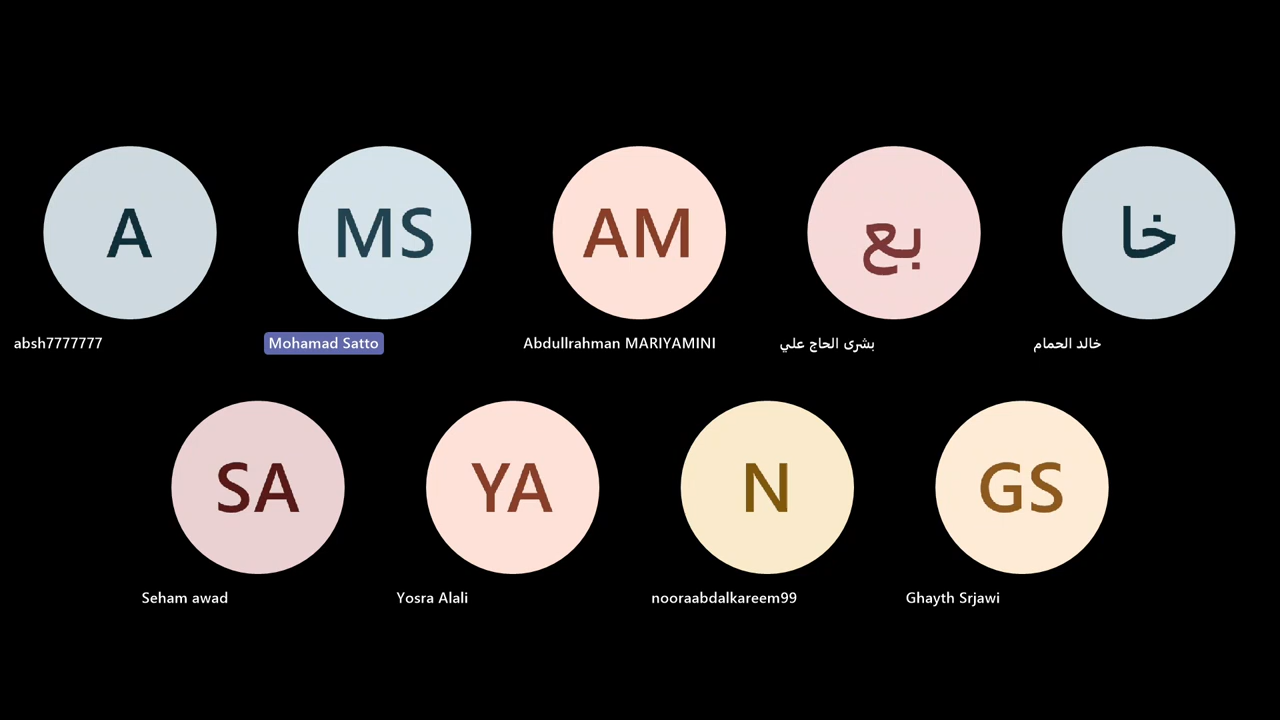 A
MS
AM
بع
خا
absh7777777
Mohamad Satto
Abdullrahman MARIYAMINI
بشرى الحاج علي
خالد الحمام
SA
YA
N
GS
Seham awad
Yosra Alali
nooraabdalkareem99
Ghayth Srjawi